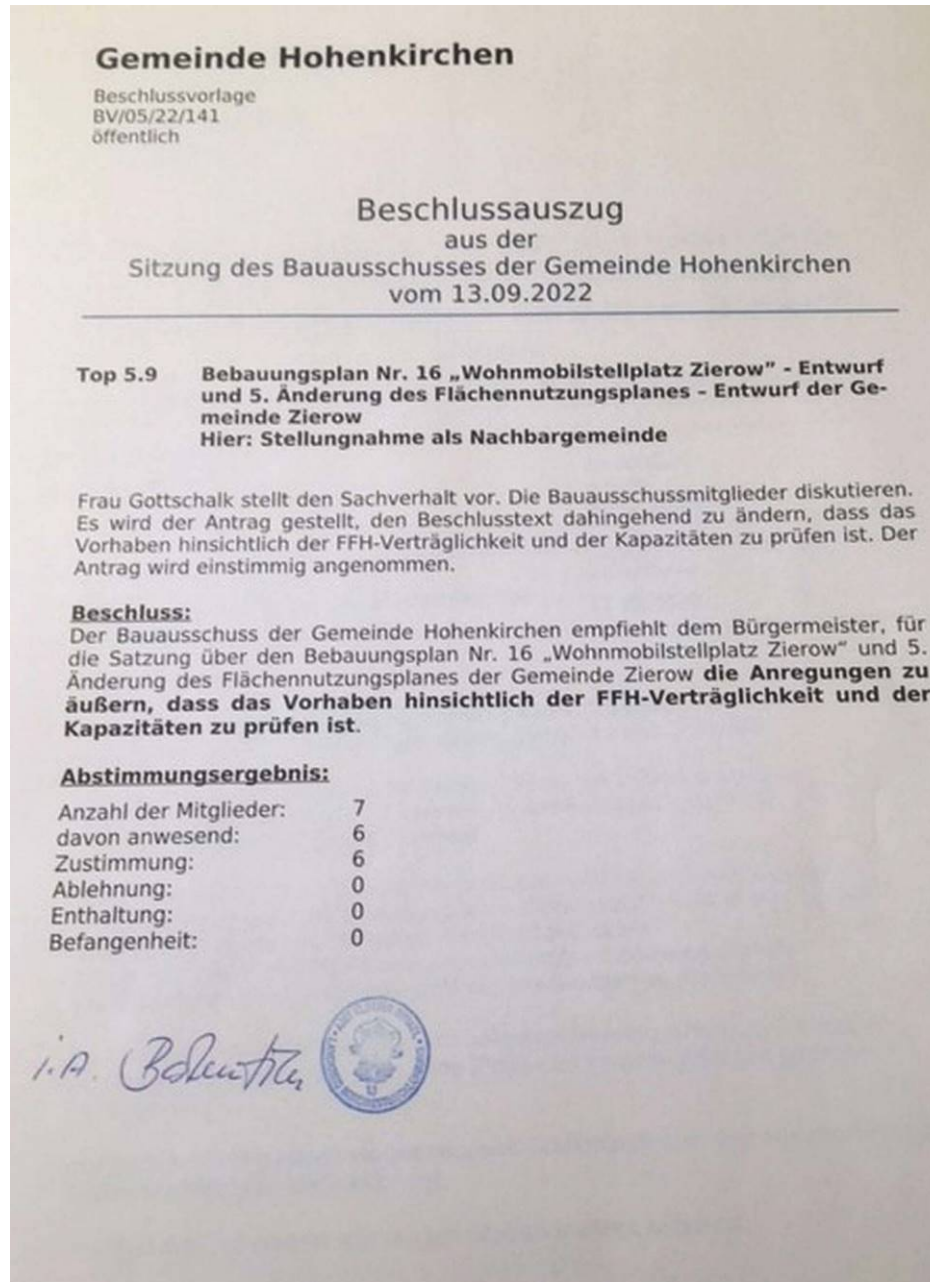 Gemeinde Hohenkirchen
Beschlussvorlage
BV/05/22/141
öffentlich
Beschlussauszug
aus der
Sitzung des Bauausschusses der Gemeinde Hohenkirchen
vom 13.09.2022
Top 5.9 Bebauungsplan Nr. 16 „Wohnmobilstellplatz Zierow" - Entwurf
und 5. Änderung des Flächennutzungsplanes – Entwurf der Ge-
meinde Zierow
Hier: Stellungnahme als Nachbargemeinde
Frau Gottschalk stellt den Sachverhalt vor. Die Bauausschussmitglieder diskutieren.
Es wird der Antrag gestellt, den Beschlusstext dahingehend zu ändern, dass das
Vorhaben hinsichtlich der FFH-Verträglichkeit und der Kapazitäten zu prüfen ist. Der
Antrag wird einstimmig angenommen.
Beschluss:
Der Bauausschuss der Gemeinde Hohenkirchen empfiehlt dem Bürgermeister, für
die Satzung über den Bebauungsplan Nr. 16 „Wohnmobilstellplatz Zierow" und 5.
Änderung des Flächennutzungsplanes der Gemeinde Zierow die Anregungen zu
äußern, dass das Vorhaben hinsichtlich der FFH-Verträglichkeit und der
Kapazitäten zu prüfen ist.
Abstimmungsergebnis:
Anzahl der Mitglieder: 7
davon anwesend: 6
Zustimmung: 6
Ablehnung: 0
Enthaltung: 0
Befangenheit: 0
i.A.